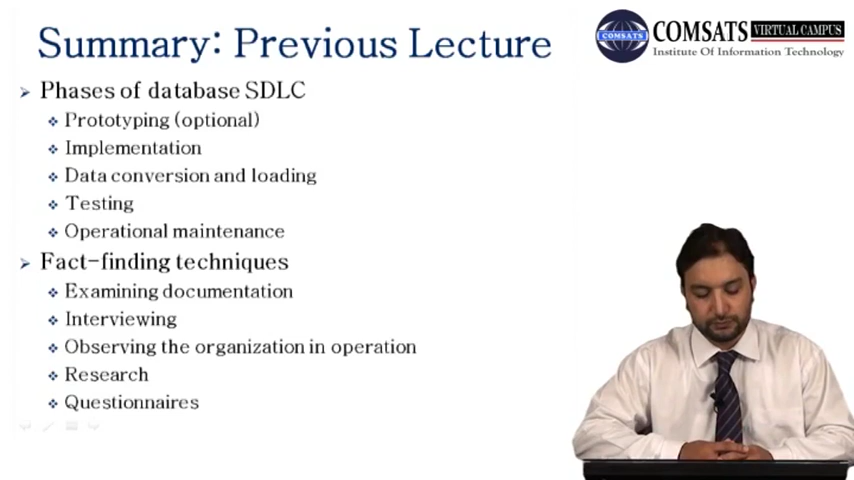 Summary: Previous Lecture
COMSATS VIRTUAL CAMPUS
Institute Of Information Technology
COMSATS
Phases of database SDLC
Prototyping (optional)
Implementation
Data conversion and loading
Testing
Operational maintenance
Fact-finding techniques
Examining documentation
Interviewing
Observing the organization in operation
Research
Questionnaires